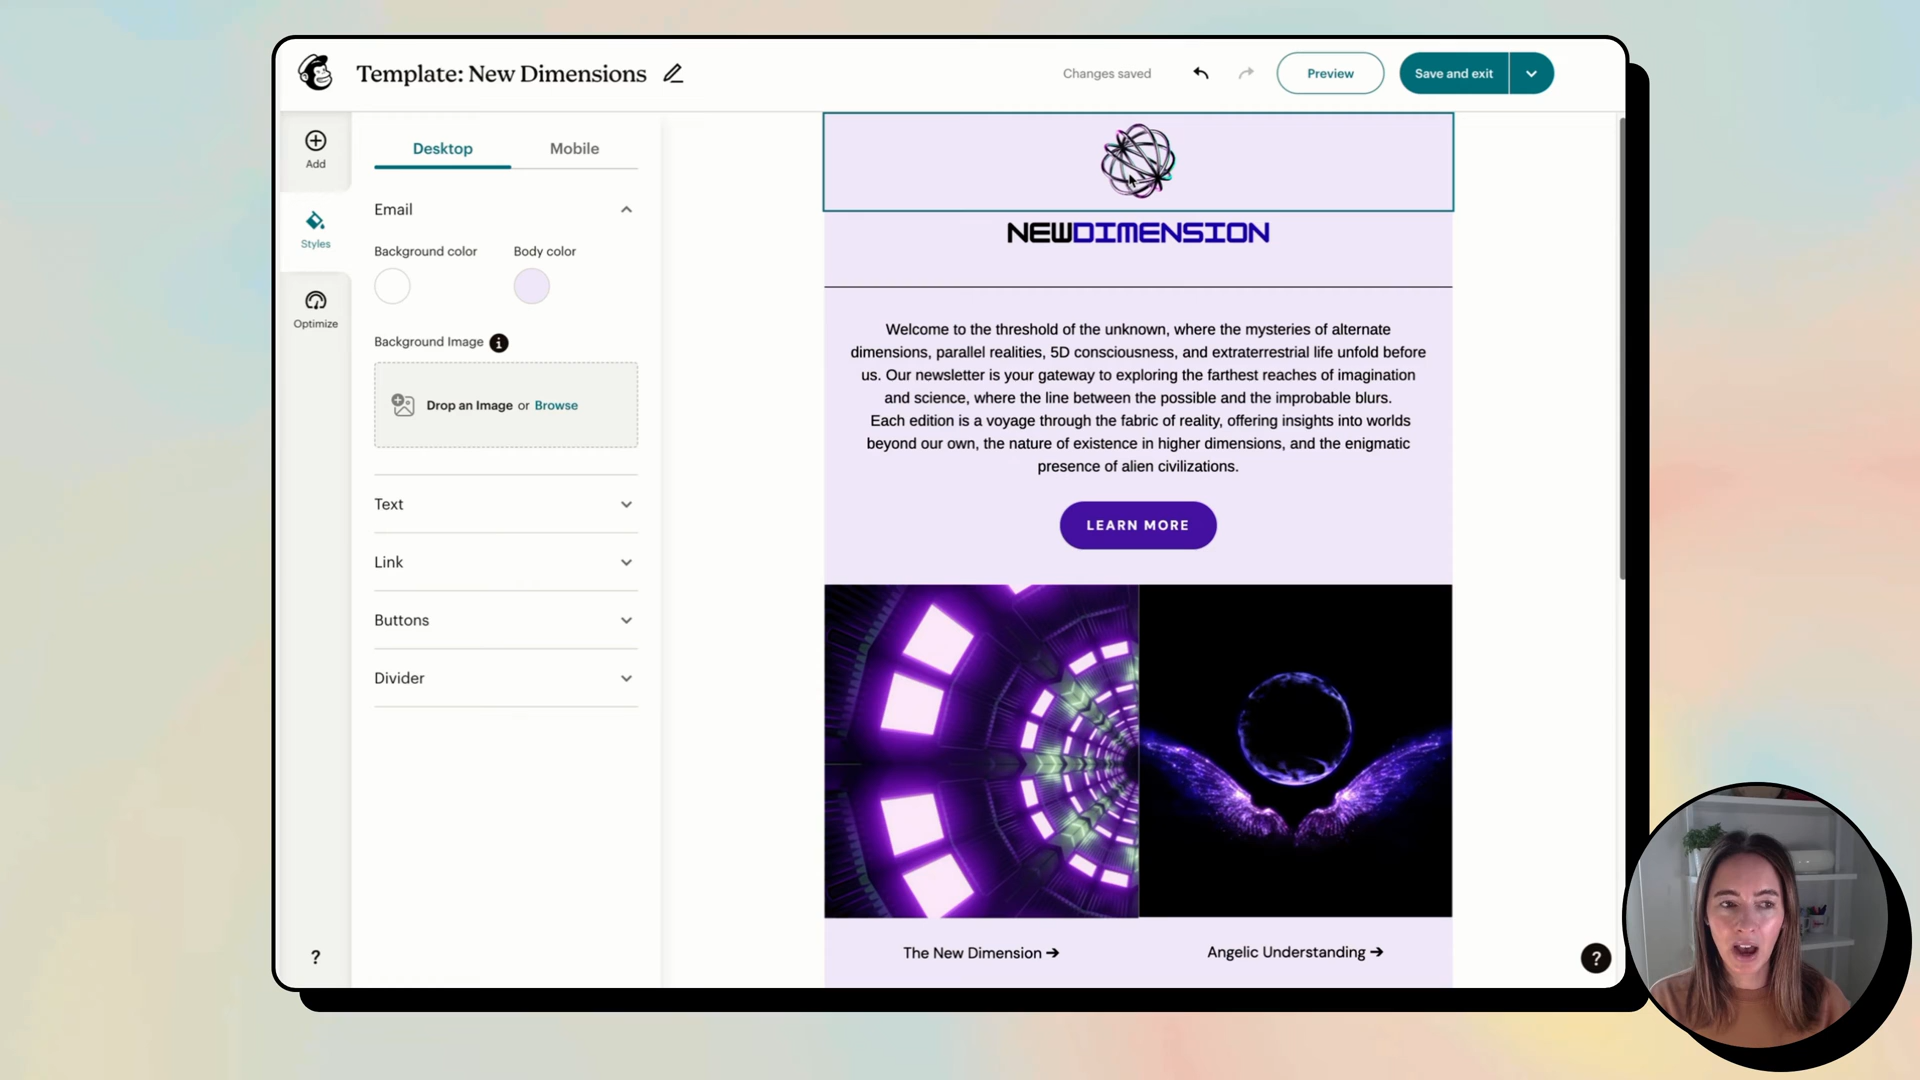 Template: New Dimensions
Changes saved
Preview
Save and exit
Add
Styles
Optimize
Desktop
Mobile
Email
Background color
Body color
Background Image
Drop an Image or Browse
Text
Link
Buttons
Divider
?
NEWDIMENSION
Welcome to the threshold of the unknown, where the mysteries of alternate
dimensions, parallel realities, 5D consciousness, and extraterrestrial life unfold before
us. Our newsletter is your gateway to exploring the farthest reaches of imagination
and science, where the line between the possible and the improbable blurs.
Each edition is a voyage through the fabric of reality, offering insights into worlds
beyond our own, the nature of existence in higher dimensions, and the enigmatic
presence of alien civilizations.
LEARN MORE
The New Dimension →
Angelic Understanding →
?